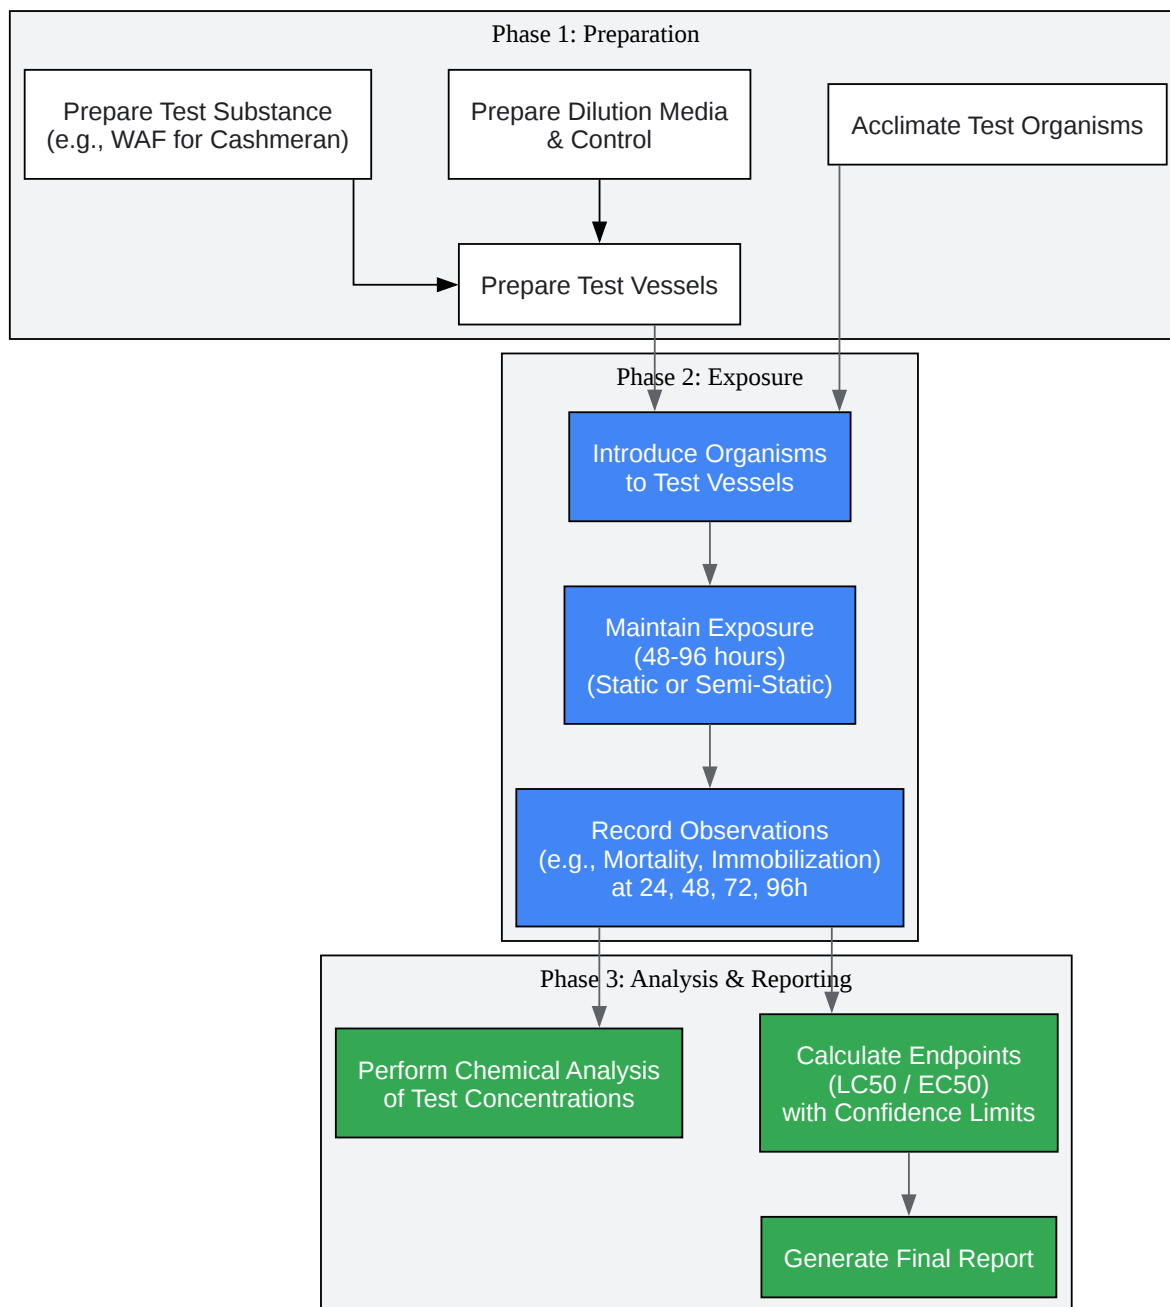 Phase 1: Preparation
Prepare Test Substance
(e.g., WAF for Cashmeran)
Prepare Dilution Media
& Control
Acclimate Test Organisms
Prepare Test Vessels
Phase 2: Exposure
Introduce Organisms
to Test Vessels
Maintain Exposure
(48-96 hours)
(Static or Semi-Static)
Record Observations
(e.g., Mortality, Immobilization)
at 24, 48, 72, 96h
Phase 3: Analysis & Reporting
Perform Chemical Analysis
of Test Concentrations
Calculate Endpoints
(LC50 / EC50)
with Confidence Limits
Generate Final Report